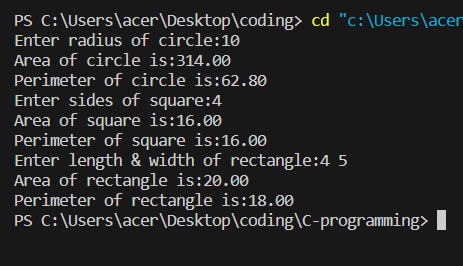 PS C:\Users\acer\Desktop\coding> cd "c:\Users\acer
Enter radius of circle:10
Area of circle is:314.00
Perimeter of circle is:62.80
Enter sides of square:4
Area of square is:16.00
Perimeter of square is:16.00
Enter length & width of rectangle:4 5
Area of rectangle is:20.00
Perimeter of rectangle is:18.00
PS C:\Users\acer\Desktop\coding\C-programming>